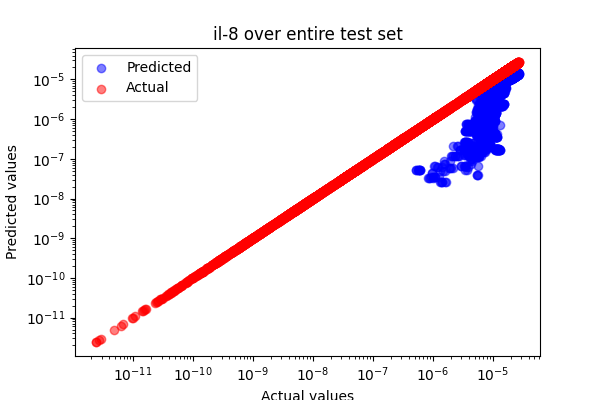 il-8 over entire test set
Predicted
Actual
Predicted values
10⁻⁵
10⁻⁶
10⁻⁷
10⁻⁸
10⁻⁹
10⁻¹⁰
10⁻¹¹
10⁻¹¹ 10⁻¹⁰ 10⁻⁹ 10⁻⁸ 10⁻⁷ 10⁻⁶ 10⁻⁵
Actual values